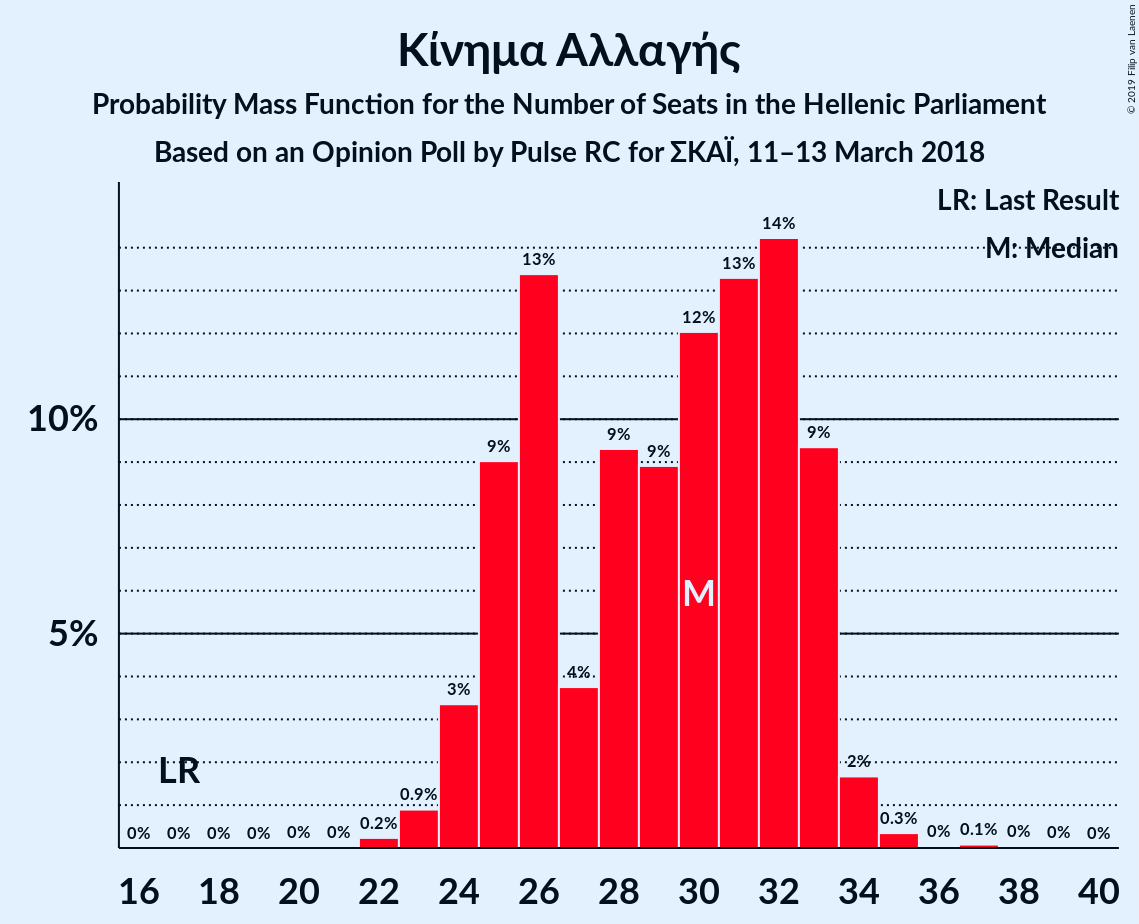 Κίνημα Αλλαγής
Probability Mass Function for the Number of Seats in the Hellenic Parliament
Based on an Opinion Poll by Pulse RC for ΣΚΑΪ, 11–13 March 2018
© 2019 Filip van Laenen
LR: Last Result
M: Median
10%
5%
0% 0% 0% 0% 0% 0% 0.2% 0.9% 3% 9% 13% 4% 9% 9% 12% 13% 14% 9% 2% 0.3% 0% 0.1% 0% 0% 0%
LR
M
16 18 20 22 24 26 28 30 32 34 36 38 40